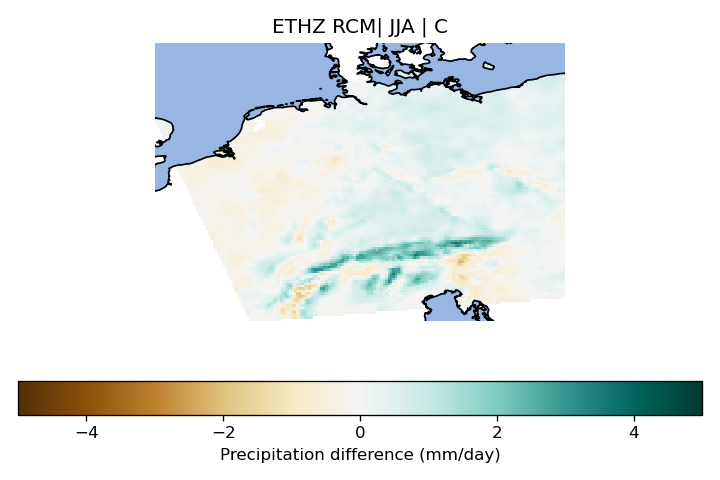 ETHZ RCM| JJA | C
−4 −2 0 2 4
Precipitation difference (mm/day)